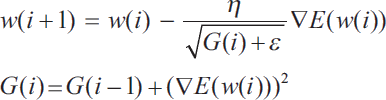 w(i+1) = w(i) − η/√(G(i)+ε) ∇E(w(i))
G(i)=G(i−1)+(∇E(w(i)))²